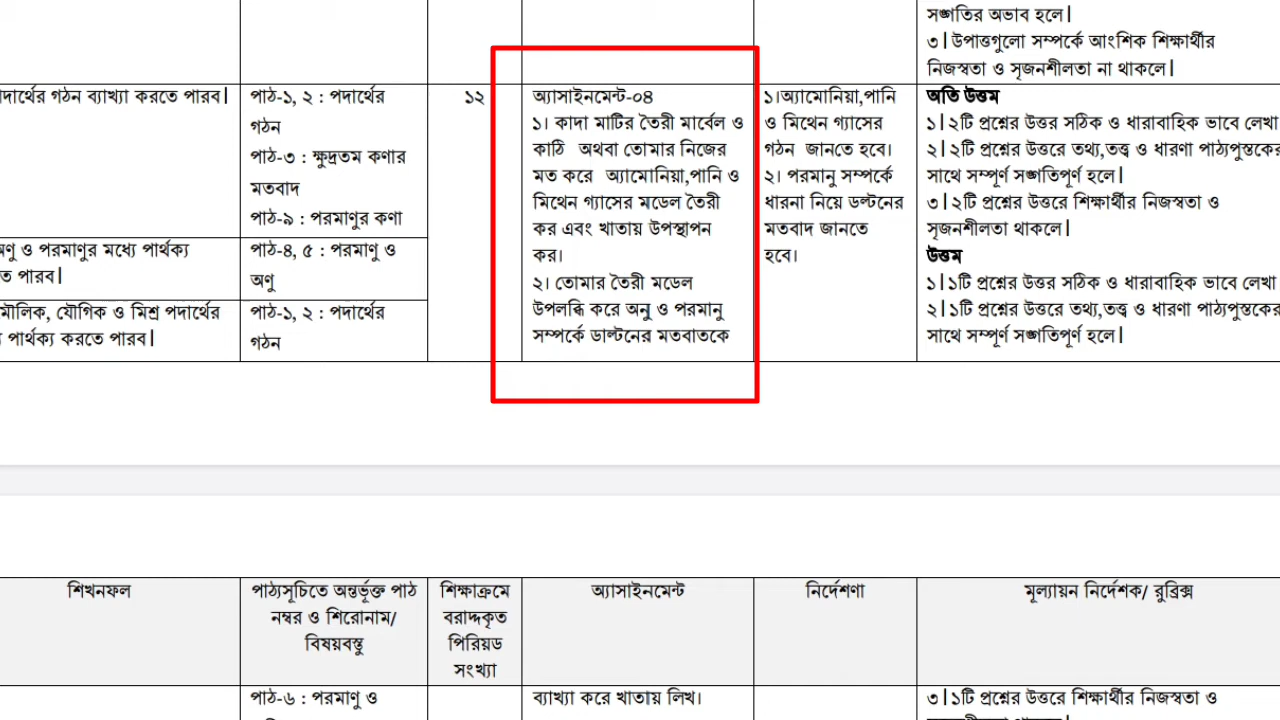 সঙ্গতির অভাব হলে|
৩|উপাত্তগুলো সম্পর্কে আংশিক শিক্ষার্থীর
নিজস্বতা ও সৃজনশীলতা না থাকলে|
দার্থের গঠন ব্যাখ্যা করতে পারব|
পাঠ-১, ২ : পদার্থের
গঠন
পাঠ-৩ : ক্ষুদ্রতম কণার
মতবাদ
পাঠ-৯ : পরমাণুর কণা
১২
অ্যাসাইনমেন্ট-০৪
১। কাদা মাটির তৈরী মার্বেল ও
কাঠি অথবা তোমার নিজের
মত করে অ্যামোনিয়া,পানি ও
মিথেন গ্যাসের মডেল তৈরী
কর এবং খাতায় উপস্থাপন
কর।
২। তোমার তৈরী মডেল
উপলব্ধি করে অনু ও পরমানু
সম্পর্কে ডাল্টনের মতবাতকে
১।অ্যামোনিয়া,পানি
ও মিথেন গ্যাসের
গঠন জানতে হবে।
২। পরমানু সম্পর্কে
ধারনা নিয়ে ডল্টনের
মতবাদ জানতে
হবে।
অতি উত্তম
১|২টি প্রশ্নের উত্তর সঠিক ও ধারাবাহিক ভাবে লেখা
২|২টি প্রশ্নের উত্তরে তথ্য,তত্ত্ব ও ধারণা পাঠ্যপুস্তকের
সাথে সম্পূর্ণ সঙ্গতিপূর্ণ হলে|
৩|২টি প্রশ্নের উত্তরে শিক্ষার্থীর নিজস্বতা ও
সৃজনশীলতা থাকলে|
উত্তম
১|১টি প্রশ্নের উত্তর সঠিক ও ধারাবাহিক ভাবে লেখা
২|১টি প্রশ্নের উত্তরে তথ্য,তত্ত্ব ও ধারণা পাঠ্যপুস্তকের
সাথে সম্পূর্ণ সঙ্গতিপূর্ণ হলে|
অণু ও পরমাণুর মধ্যে পার্থক্য
ত পারব|
পাঠ-৪, ৫ : পরমাণু ও
অণু
মৌলিক, যৌগিক ও মিশ্র পদার্থের
পার্থক্য করতে পারব|
পাঠ-১, ২ : পদার্থের
গঠন
শিখনফল
পাঠ্যসূচিতে অন্তর্ভূক্ত পাঠ
নম্বর ও শিরোনাম/
বিষয়বস্তু
শিক্ষাক্রমে
বরাদ্দকৃত
পিরিয়ড
সংখ্যা
অ্যাসাইনমেন্ট
নির্দেশণা
মূল্যায়ন নির্দেশক/ রুব্রিক্স
পাঠ-৬ : পরমাণু ও
ব্যাখ্যা করে খাতায় লিখ।
৩|১টি প্রশ্নের উত্তরে শিক্ষার্থীর নিজস্বতা ও